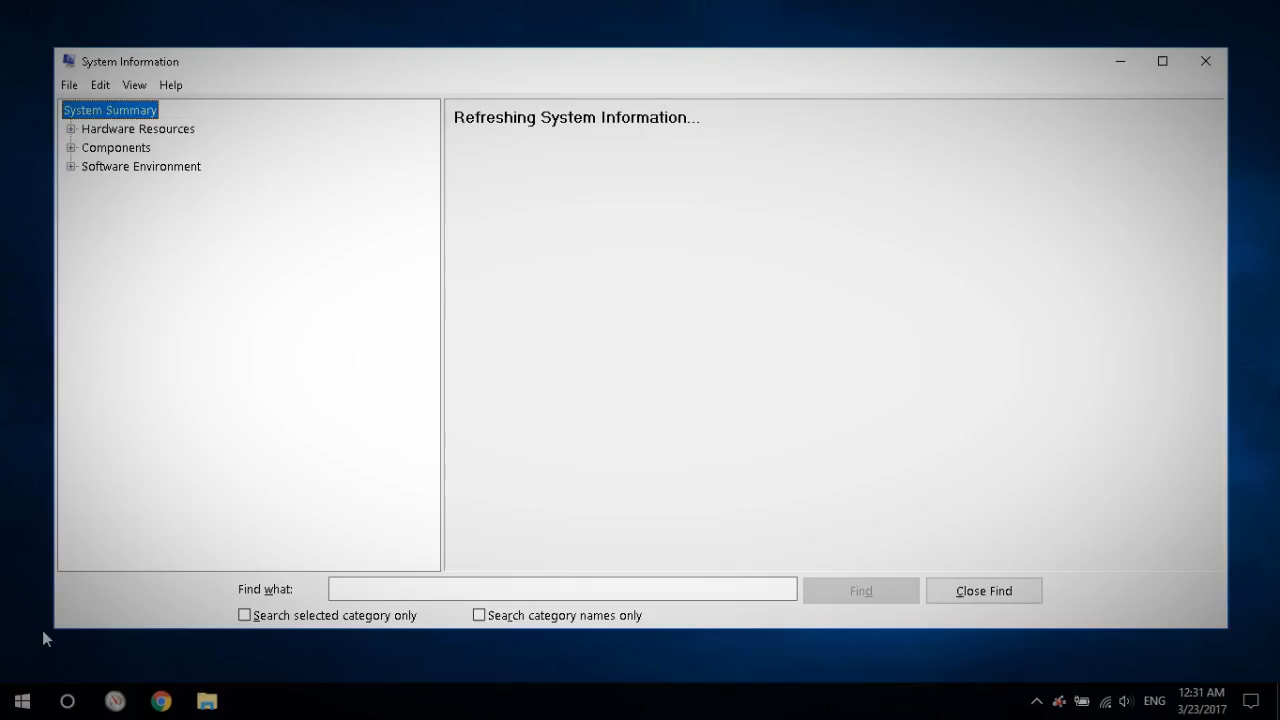 System Information
File Edit View Help
System Summary
Hardware Resources
Components
Software Environment
Refreshing System Information...
Find what:
Find
Close Find
Search selected category only
Search category names only
ENG
12:31 AM
3/23/2017